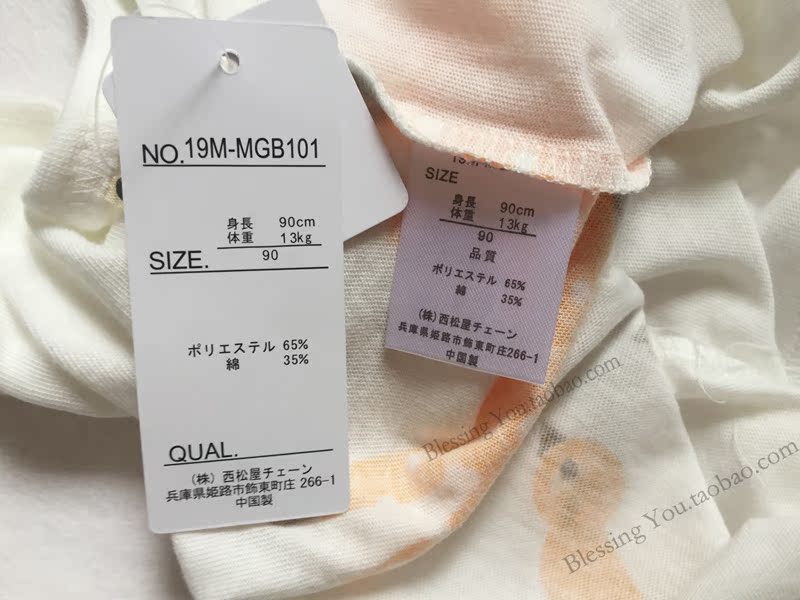 NO. 19M-MGB101
身長 90cm
体重 13kg
SIZE. 90
ポリエステル 65%
綿 35%
QUAL.
(株) 西松屋チェーン
兵庫県姫路市飾東町庄 266-1
中国製
SIZE
身長 90cm
体重 13kg
90
品質
ポリエステル 65%
綿 35%
(株)西松屋チェーン
兵庫県姫路市飾東町庄266-1
中国製
Blessing You.taobao.com
Blessing You.taobao.com
Blessing You.taobao.com